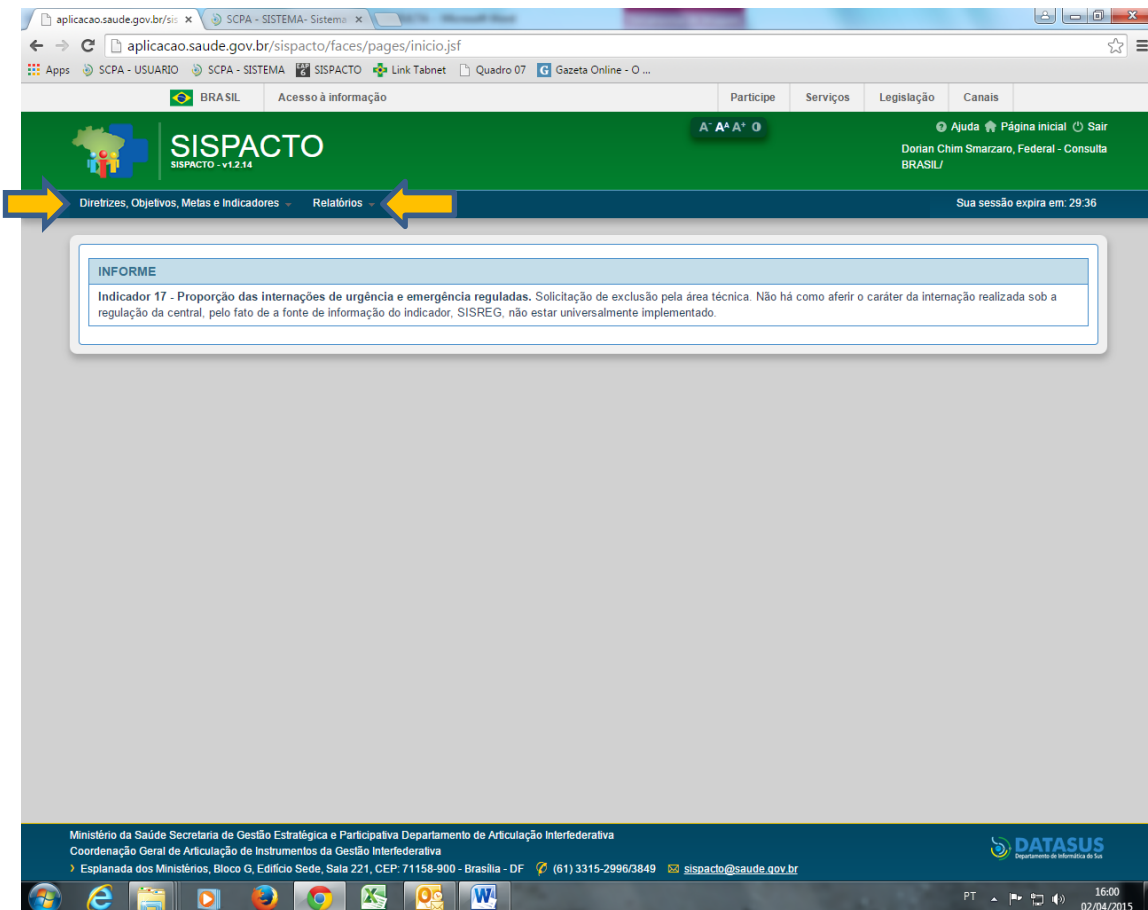 aplicacao.saude.gov.br/sis
SCPA - SISTEMA- Sistema
aplicacao.saude.gov.br/sispacto/faces/pages/inicio.jsf
Apps SCPA - USUARIO SCPA - SISTEMA SISPACTO Link Tabnet Quadro 07 Gazeta Online - O ...
BRASIL Acesso à informação Participe Serviços Legislação Canais
A- AA A+
Ajuda Página inicial Sair
SISPACTO
SISPACTO - v1.2.14
Dorian Chim Smarzaro, Federal - Consulta
BRASIL/
Diretrizes, Objetivos, Metas e Indicadores Relatórios Sua sessão expira em: 29:36
INFORME
Indicador 17 - Proporção das internações de urgência e emergência reguladas. Solicitação de exclusão pela área técnica. Não há como aferir o caráter da internação realizada sob a
regulação da central, pelo fato de a fonte de informação do indicador, SISREG, não estar universalmente implementado.
Ministério da Saúde Secretaria de Gestão Estratégica e Participativa Departamento de Articulação Interfederativa
Coordenação Geral de Articulação de Instrumentos da Gestão Interfederativa
Esplanada dos Ministérios, Bloco G, Edifício Sede, Sala 221, CEP: 71158-900 - Brasília - DF (61) 3315-2996/3849 sispacto@saude.gov.br
DATASUS
Departamento de Informática do Sus
PT 16:00
02/04/2015